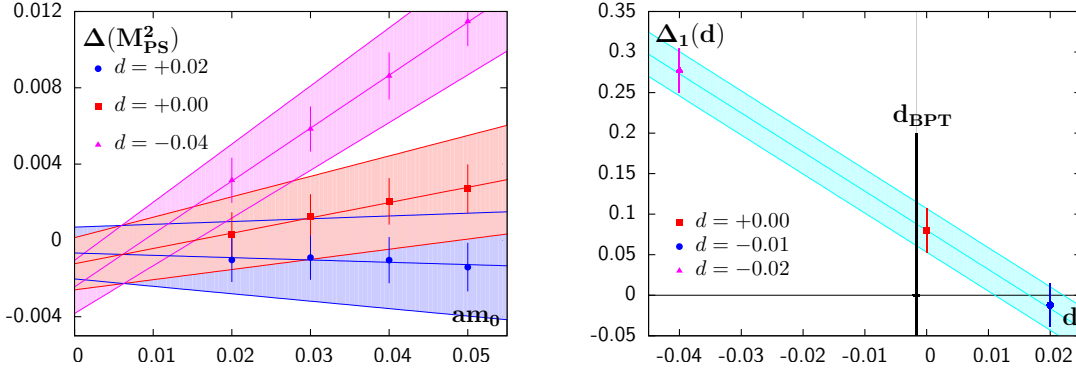 0.012
0.008
0.004
0
-0.004
0
0.01
0.02
0.03
0.04
0.05
Δ(M²_PS)
d = +0.02
d = +0.00
d = −0.04
am₀
0.35
0.3
0.25
0.2
0.15
0.1
0.05
0
-0.05
-0.04
-0.03
-0.02
-0.01
0
0.01
0.02
Δ₁(d)
d_BPT
d = +0.00
d = −0.01
d = −0.02
d